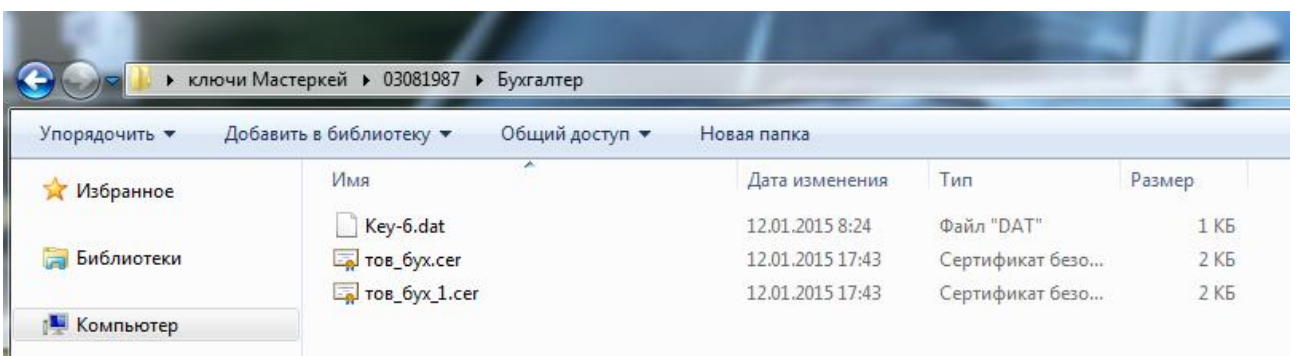 ключи Мастеркей ▸ 03081987 ▸ Бухгалтер
Упорядочить ▼ Добавить в библиотеку ▼ Общий доступ ▼ Новая папка
Избранное
Библиотеки
Компьютер
Имя Дата изменения Тип Размер
Key-6.dat 12.01.2015 8:24 Файл "DAT" 1 КБ
тов_бух.cer 12.01.2015 17:43 Сертификат безо... 2 КБ
тов_бух_1.cer 12.01.2015 17:43 Сертификат безо... 2 КБ